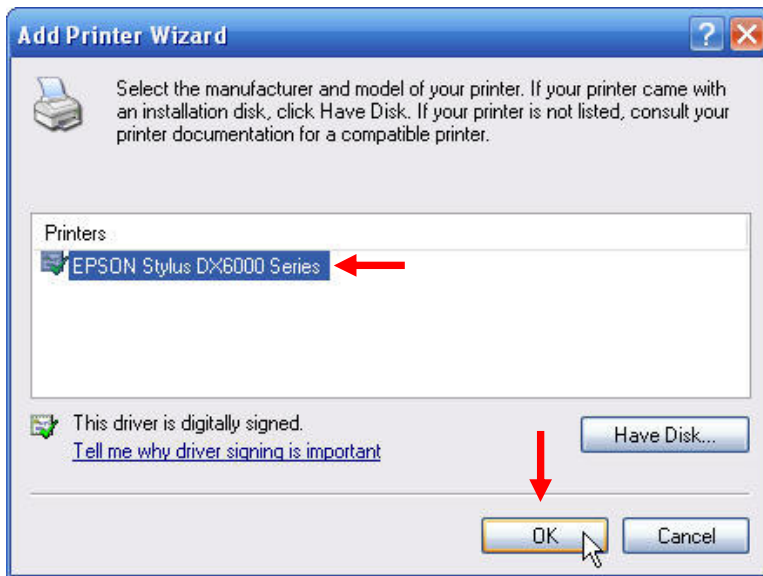 Add Printer Wizard
Select the manufacturer and model of your printer. If your printer came with
an installation disk, click Have Disk. If your printer is not listed, consult your
printer documentation for a compatible printer.
Printers
EPSON Stylus DX6000 Series
This driver is digitally signed.
Tell me why driver signing is important
Have Disk...
OK
Cancel